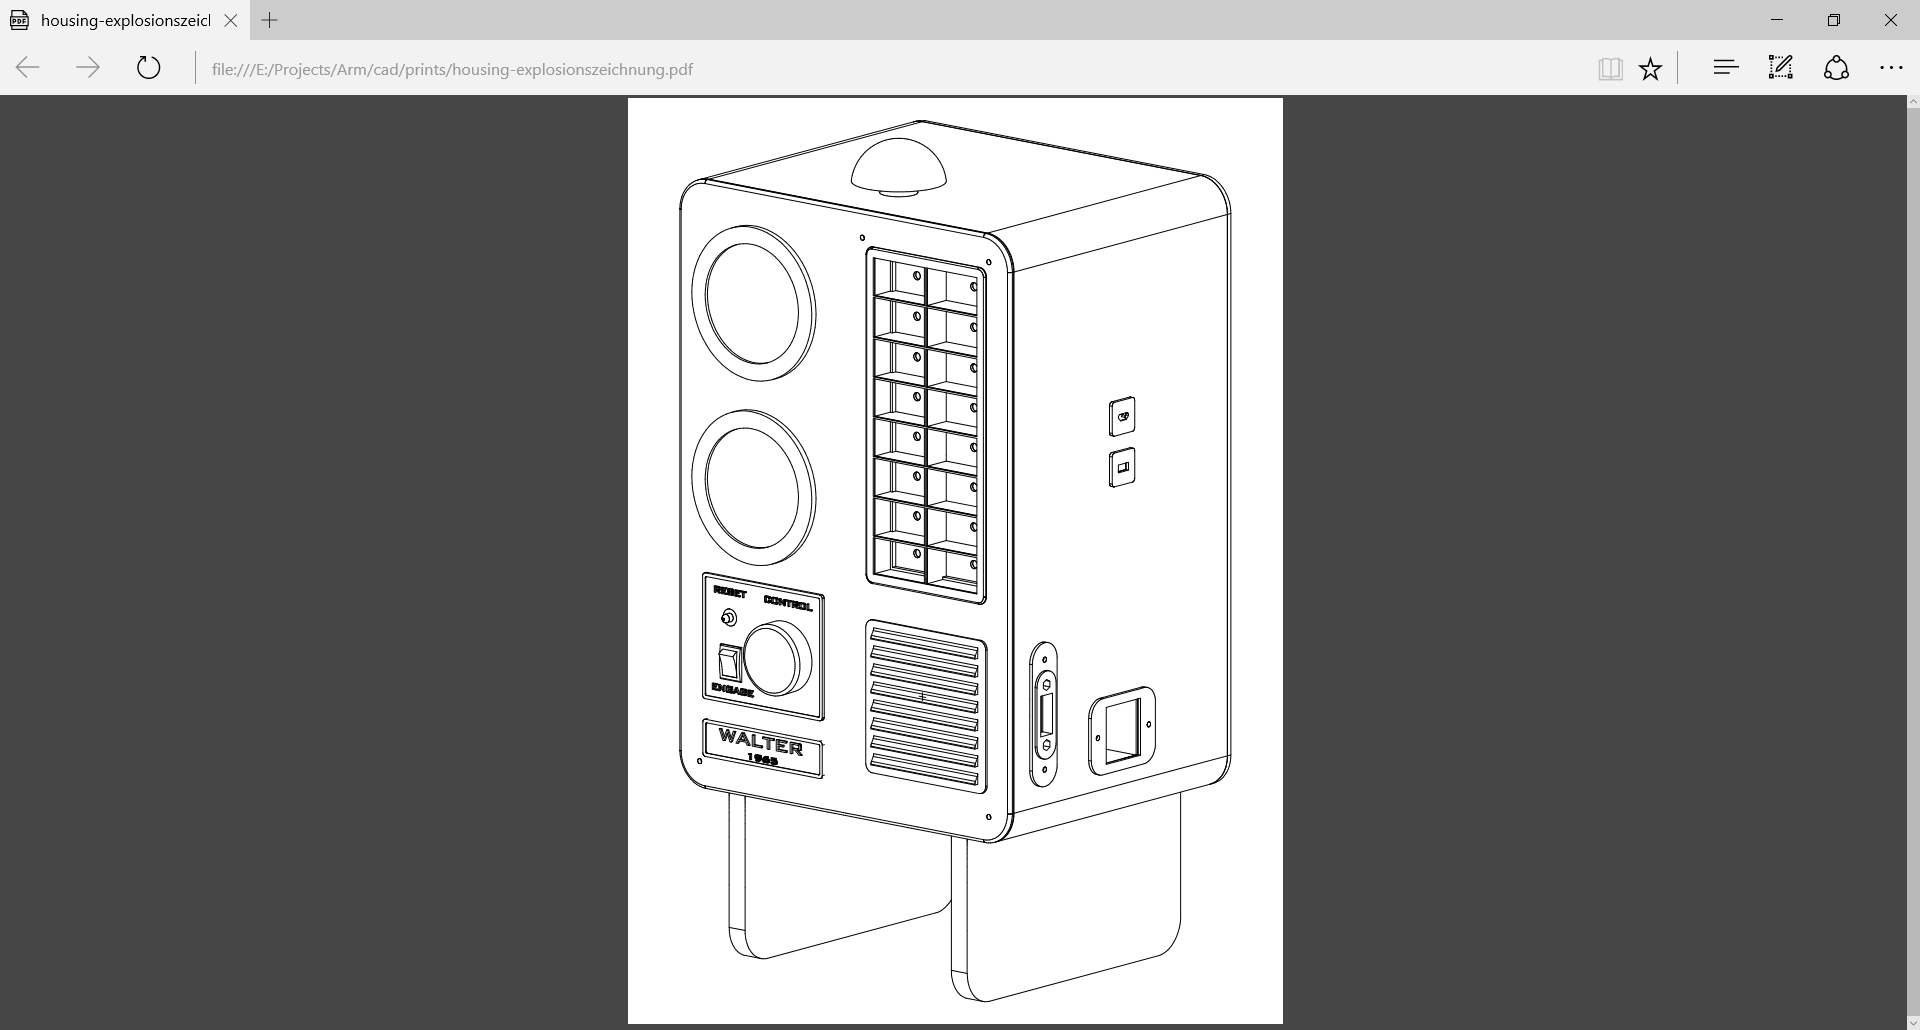 housing-explosionszeicl
file:///E:/Projects/Arm/cad/prints/housing-explosionszeichnung.pdf
RESET
CONTROL
ENGAGE
WALTER
1965